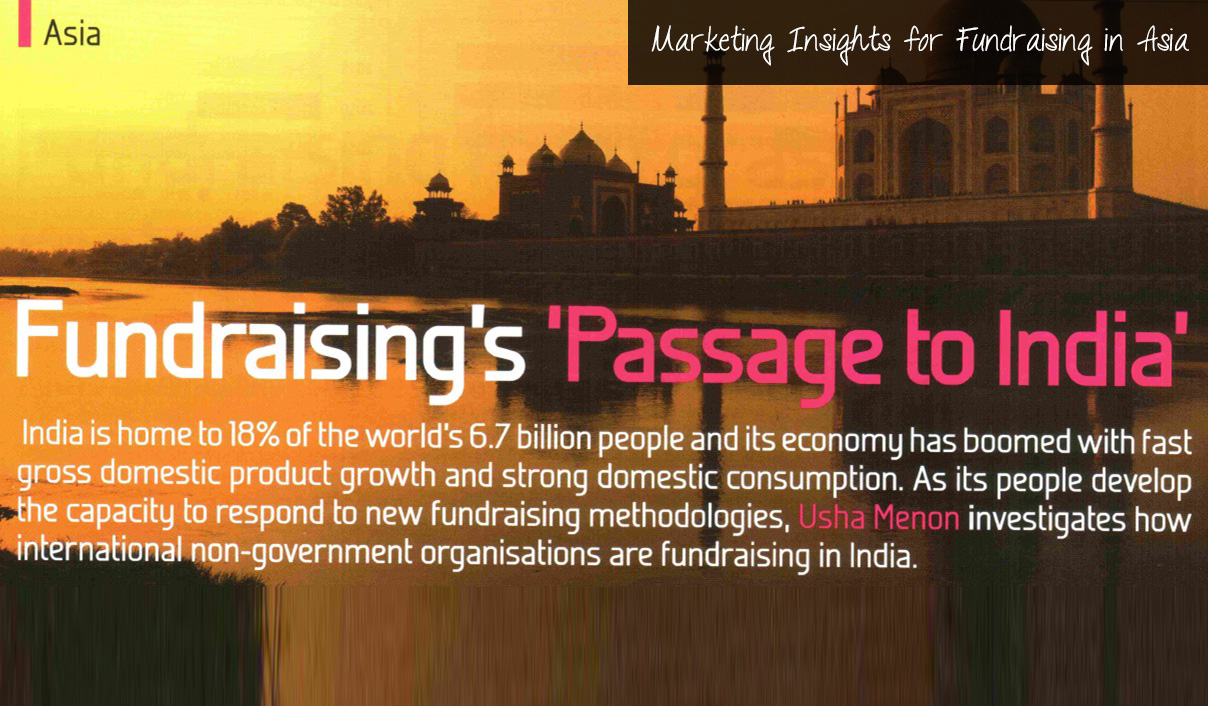 Asia
Marketing Insights for Fundraising in Asia
Fundraising's 'Passage to India'
India is home to 18% of the world's 6.7 billion people and its economy has boomed with fast
gross domestic product growth and strong domestic consumption. As its people develop
the capacity to respond to new fundraising methodologies, Usha Menon investigates how
international non-government organisations are fundraising in India.